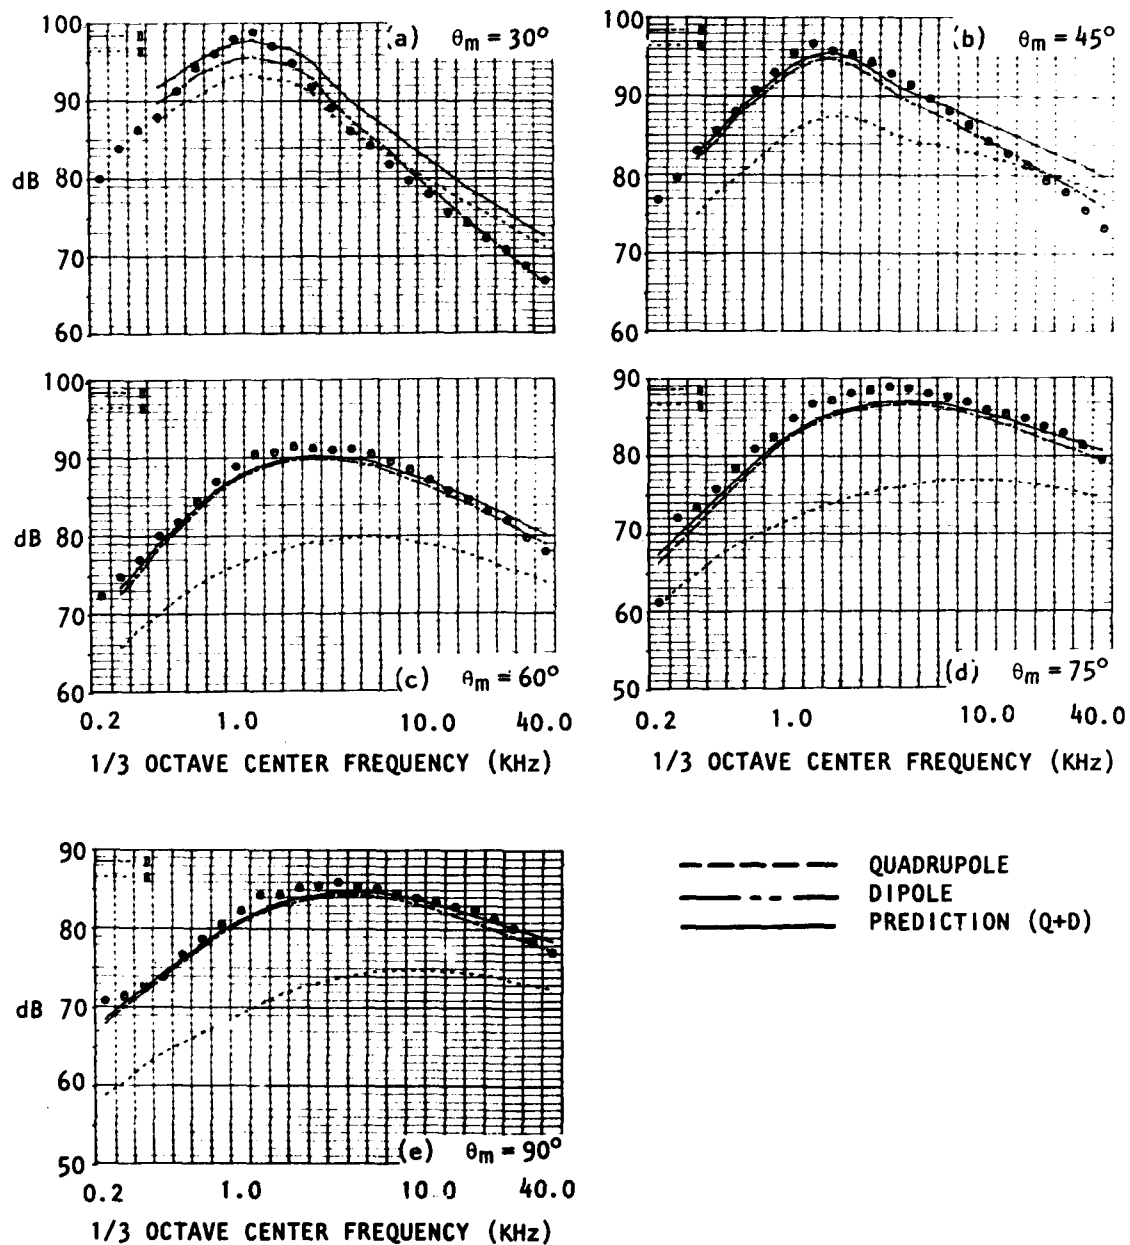 (a) θm = 30°
100
90
dB 80
70
60
(b) θm = 45°
100
90
80
70
60
(c) θm = 60°
100
90
dB 80
70
60
0.2 1.0 10.0 40.0
1/3 OCTAVE CENTER FREQUENCY (KHz)
(d) θm = 75°
90
80
70
60
50
0.2 1.0 10.0 40.0
1/3 OCTAVE CENTER FREQUENCY (KHz)
(e) θm = 90°
90
80
dB 70
60
50
0.2 1.0 10.0 40.0
1/3 OCTAVE CENTER FREQUENCY (KHz)
QUADRUPOLE
DIPOLE
PREDICTION (Q+D)